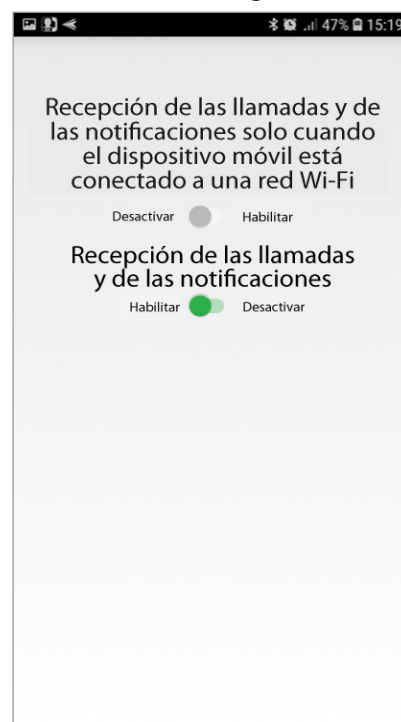 47% 15:19
Recepción de las llamadas y de
las notificaciones solo cuando
el dispositivo móvil está
conectado a una red Wi-Fi
Desactivar Habilitar
Recepción de las llamadas
y de las notificaciones
Habilitar Desactivar